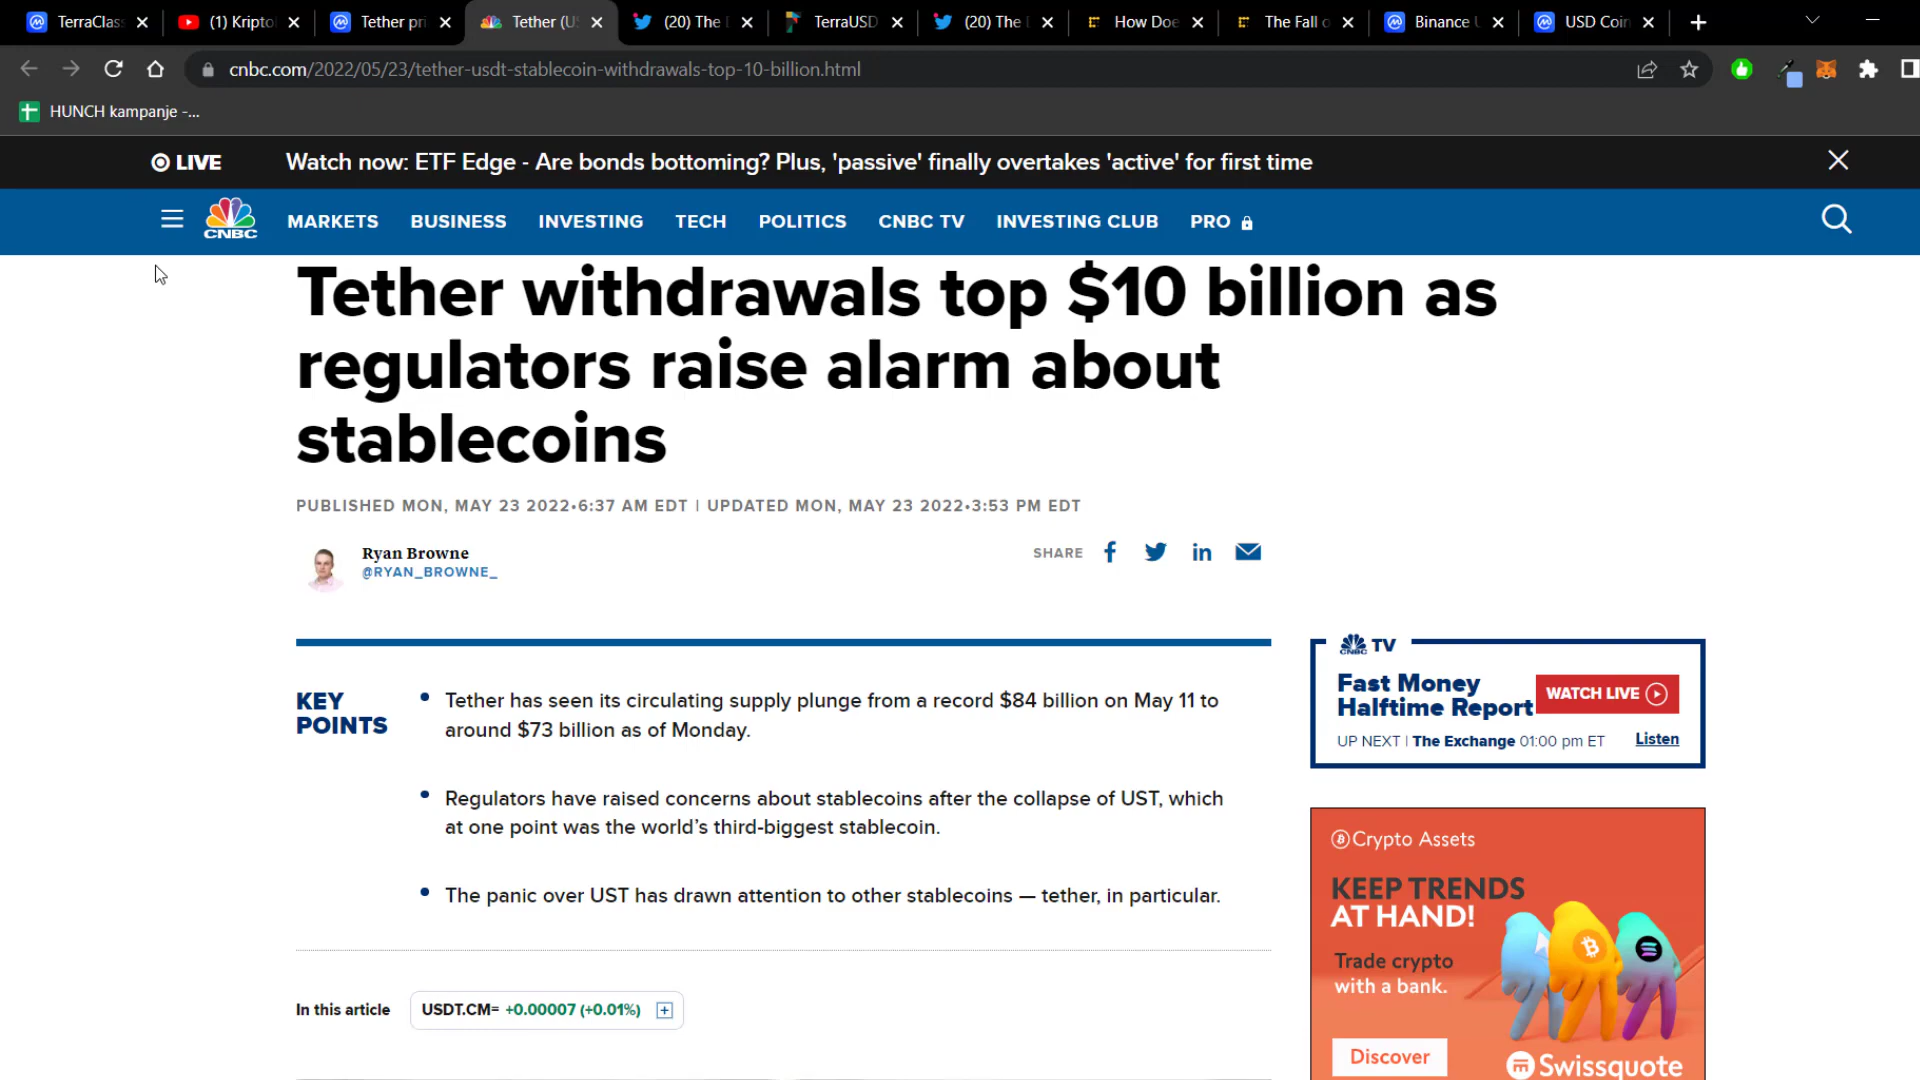 TerraClas
(1) Kripto
Tether pri
Tether (U
(20) The
TerraUSD
(20) The
How Doe
The Fall o
Binance U
USD Coin
cnbc.com/2022/05/23/tether-usdt-stablecoin-withdrawals-top-10-billion.html
HUNCH kampanje -...
LIVE
Watch now: ETF Edge - Are bonds bottoming? Plus, 'passive' finally overtakes 'active' for first time
CNBC
MARKETS BUSINESS INVESTING TECH POLITICS CNBC TV INVESTING CLUB PRO
Tether withdrawals top $10 billion as
regulators raise alarm about
stablecoins
PUBLISHED MON, MAY 23 2022•6:37 AM EDT | UPDATED MON, MAY 23 2022•3:53 PM EDT
Ryan Browne
@RYAN_BROWNE_
SHARE
KEY
POINTS
Tether has seen its circulating supply plunge from a record $84 billion on May 11 to
around $73 billion as of Monday.
Regulators have raised concerns about stablecoins after the collapse of UST, which
at one point was the world's third-biggest stablecoin.
The panic over UST has drawn attention to other stablecoins — tether, in particular.
In this article
USDT.CM= +0.00007 (+0.01%)
CNBC TV
Fast Money
Halftime Report
WATCH LIVE
UP NEXT | The Exchange 01:00 pm ET
Listen
Crypto Assets
KEEP TRENDS
AT HAND!
Trade crypto
with a bank.
Discover
Swissquote